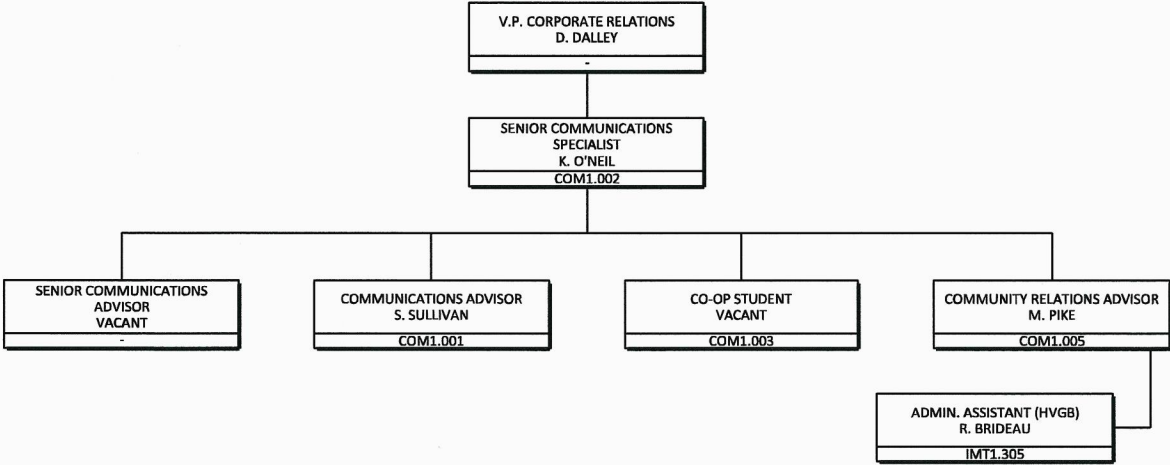 V.P. CORPORATE RELATIONS
D. DALLEY
-
SENIOR COMMUNICATIONS
SPECIALIST
K. O'NEIL
COM1.002
SENIOR COMMUNICATIONS
ADVISOR
VACANT
-
COMMUNICATIONS ADVISOR
S. SULLIVAN
COM1.001
CO-OP STUDENT
VACANT
COM1.003
COMMUNITY RELATIONS ADVISOR
M. PIKE
COM1.005
ADMIN. ASSISTANT (HVGB)
R. BRIDEAU
IMT1.305